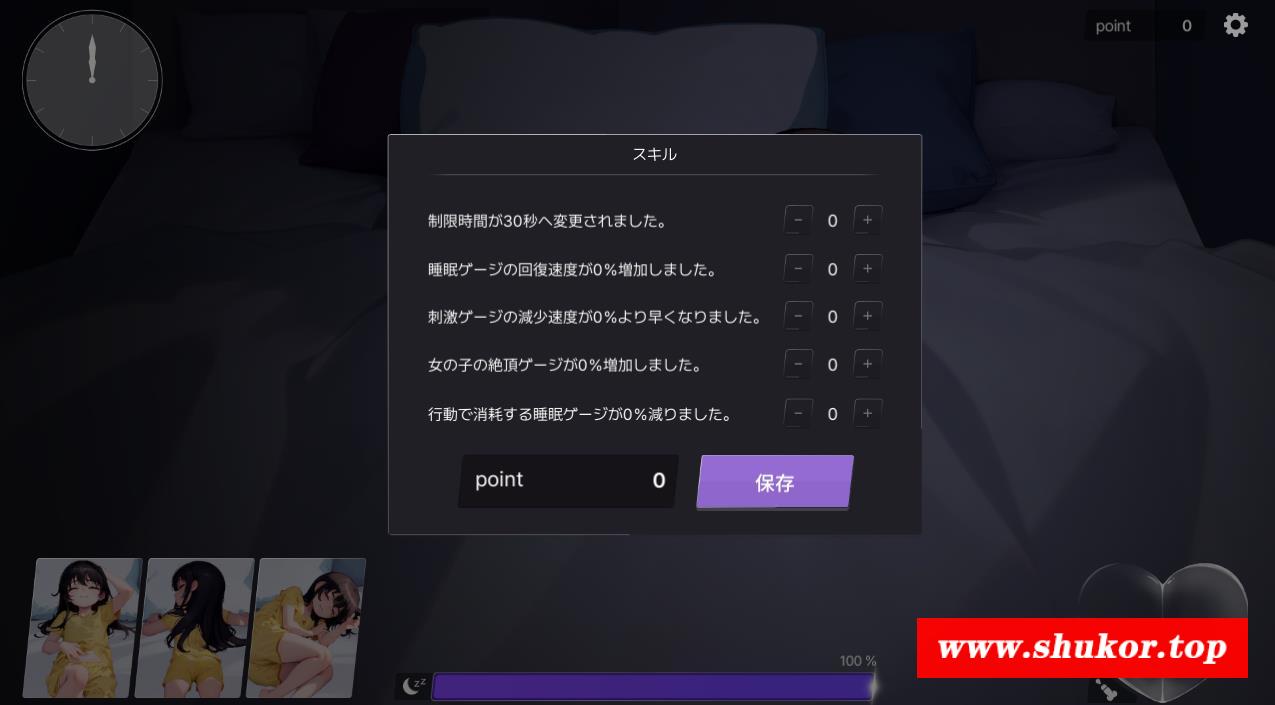 point 0
スキル
制限時間が30秒へ変更されました。 - 0 +
睡眠ゲージの回復速度が0%増加しました。 - 0 +
刺激ゲージの減少速度が0%より早くなりました。 - 0 +
女の子の絶頂ゲージが0%増加しました。 - 0 +
行動で消耗する睡眠ゲージが0%減りました。 - 0 +
point 0
保存
www.shukor.top
100 %
zz